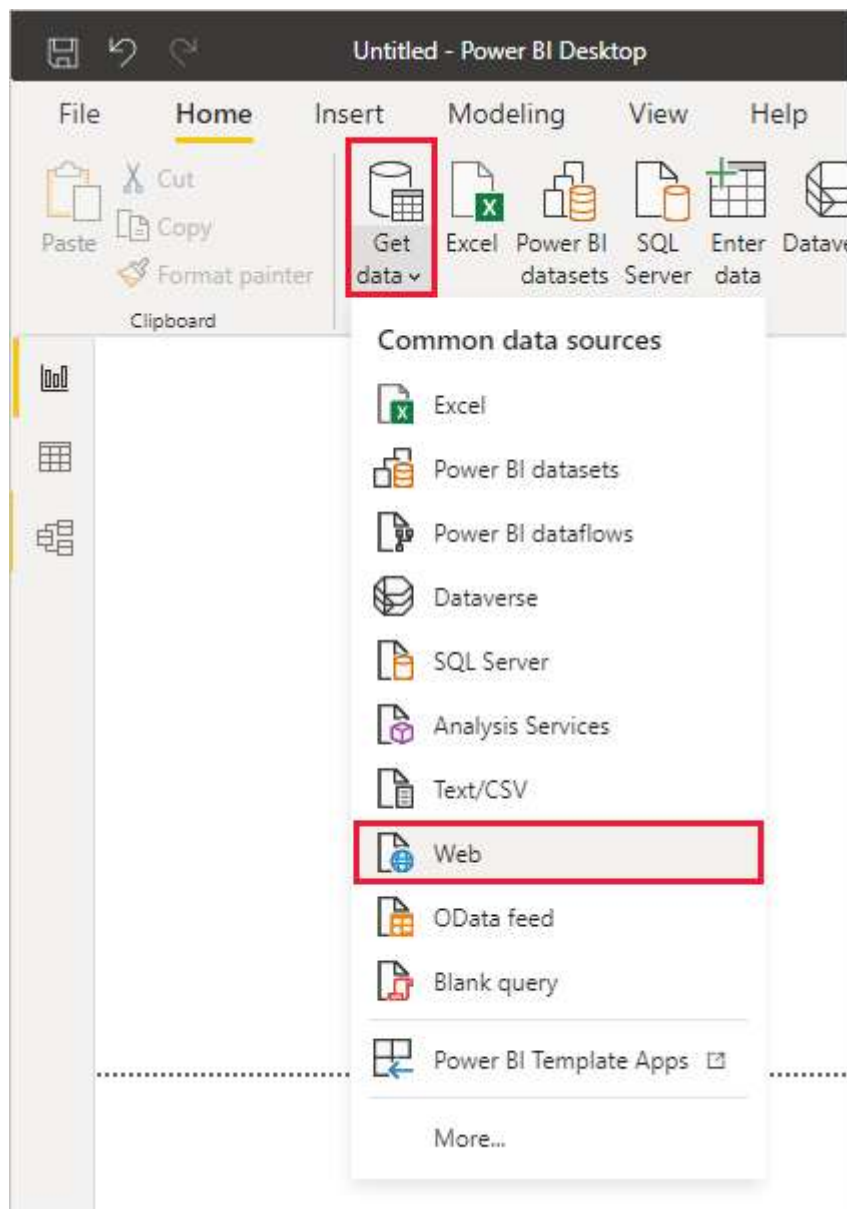 Untitled - Power BI Desktop
File Home Insert Modeling View Help
Paste
Cut
Copy
Format painter
Clipboard
Get data
Excel
Power BI datasets
SQL Server
Enter data
Common data sources
Excel
Power BI datasets
Power BI dataflows
Dataverse
SQL Server
Analysis Services
Text/CSV
Web
OData feed
Blank query
Power BI Template Apps
More...